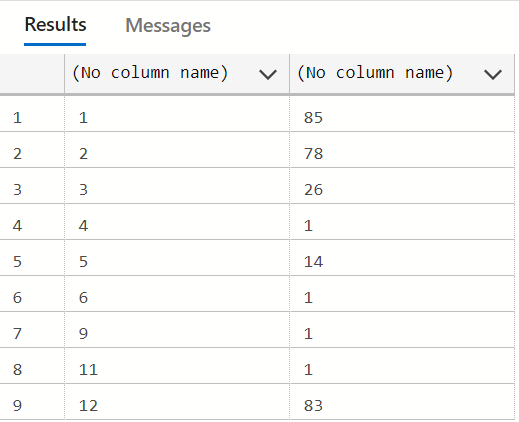 Results Messages
(No column name) (No column name)
1 1 85
2 2 78
3 3 26
4 4 1
5 5 14
6 6 1
7 9 1
8 11 1
9 12 83